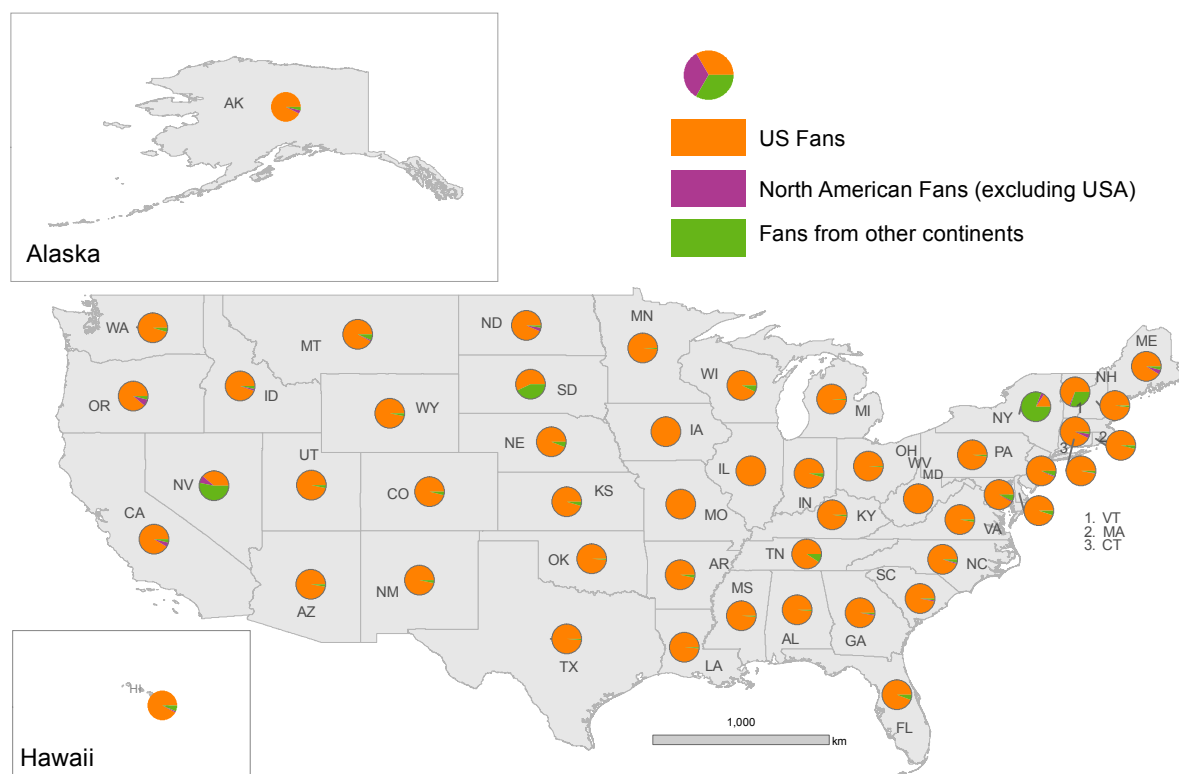 AK
Alaska
US Fans
North American Fans (excluding USA)
Fans from other continents
WA
MT
ND
MN
ME
OR
ID
WY
SD
WI
MI
NY
1
NH
NV
UT
CO
NE
IA
IL
IN
OH
WV
MD
PA
3
2
CA
KS
MO
KY
VA
1. VT
2. MA
3. CT
AZ
NM
OK
AR
TN
NC
SC
MS
AL
GA
TX
LA
FL
HI
Hawaii
1,000
km